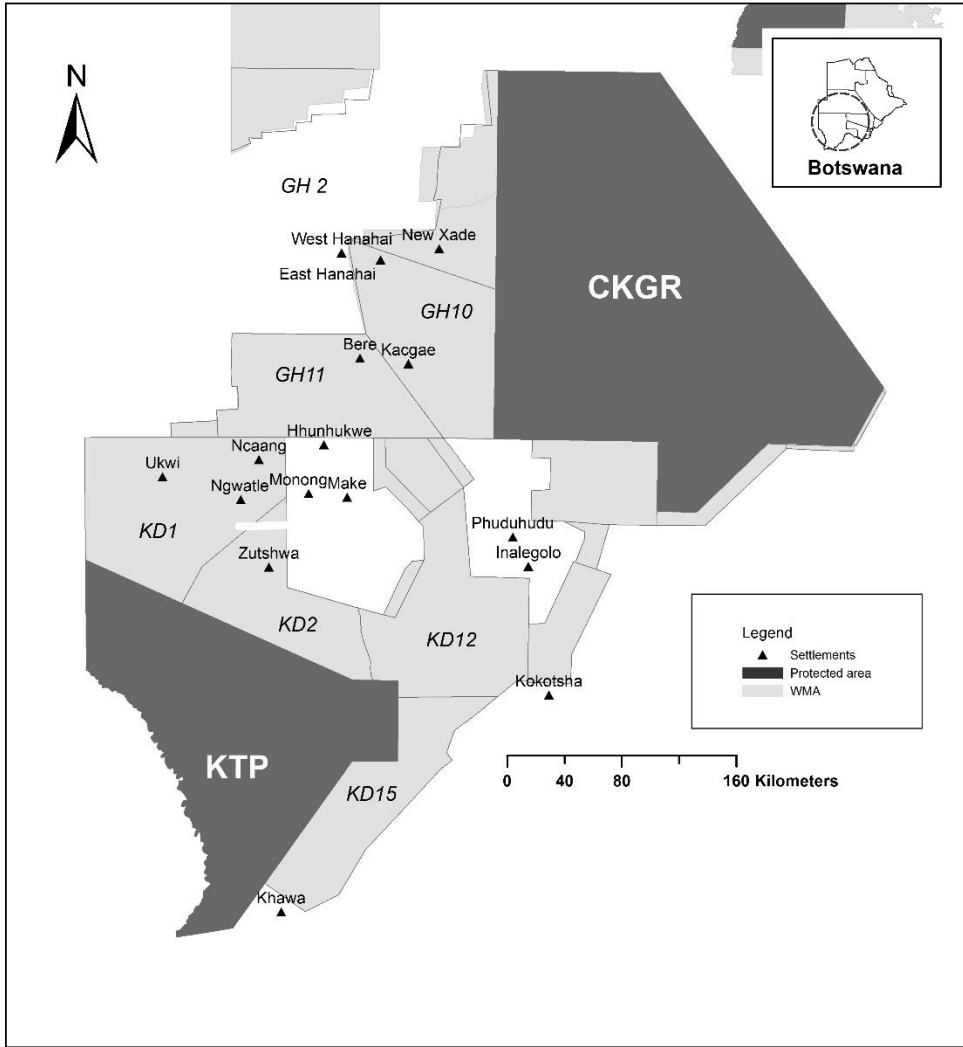 N
Botswana
GH 2
West Hanahai
New Xade
East Hanahai
CKGR
GH10
Bere
Kacgae
GH11
Hhunhukwe
Ncaang
Ukwi
Monong
Make
Ngwatle
KD1
Phuduhudu
Zutshwa
Inalegolo
KD2
KD12
Legend
Settlements
Protected area
WMA
Kokotsha
KTP
0 40 80 160 Kilometers
KD15
Khawa